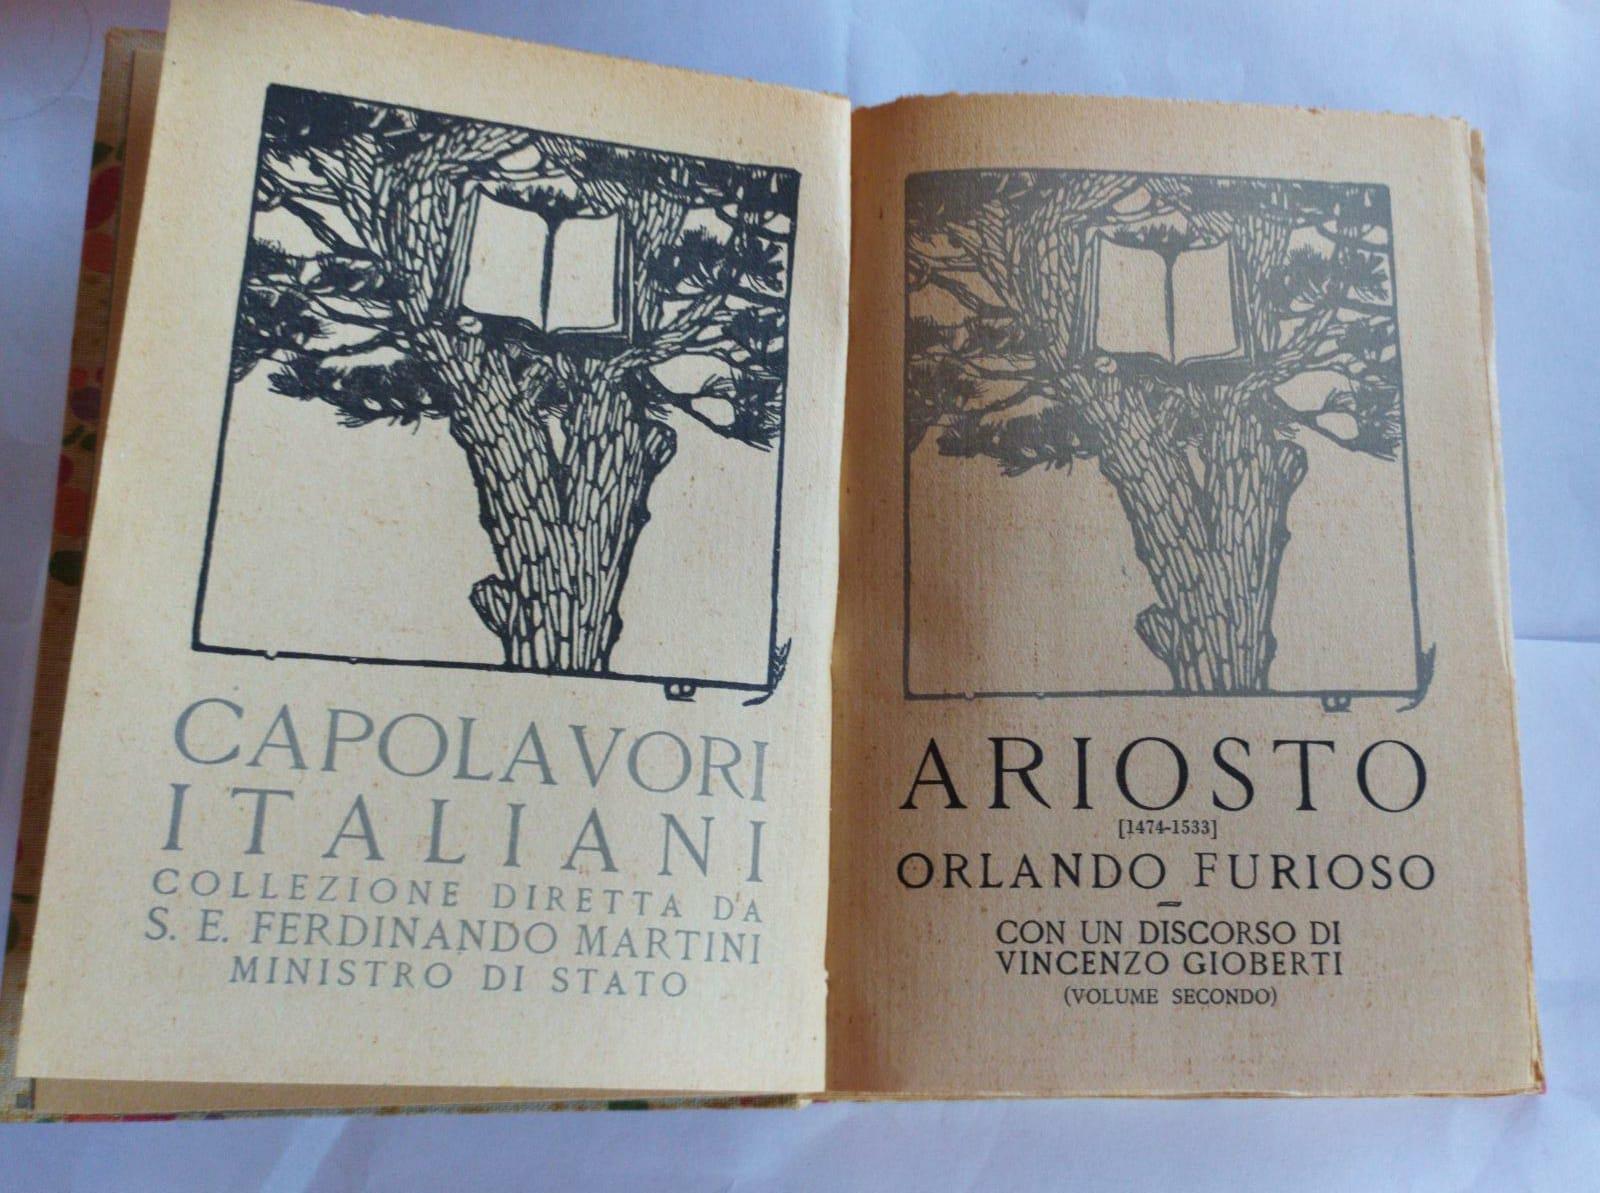 CAPOLAVORI
ITALIANI
COLLEZIONE DIRETTA DA
S. E. FERDINANDO MARTINI
MINISTRO DI STATO
ARIOSTO
[1474-1533]
ORLANDO FURIOSO
CON UN DISCORSO DI
VINCENZO GIOBERTI
(VOLUME SECONDO)